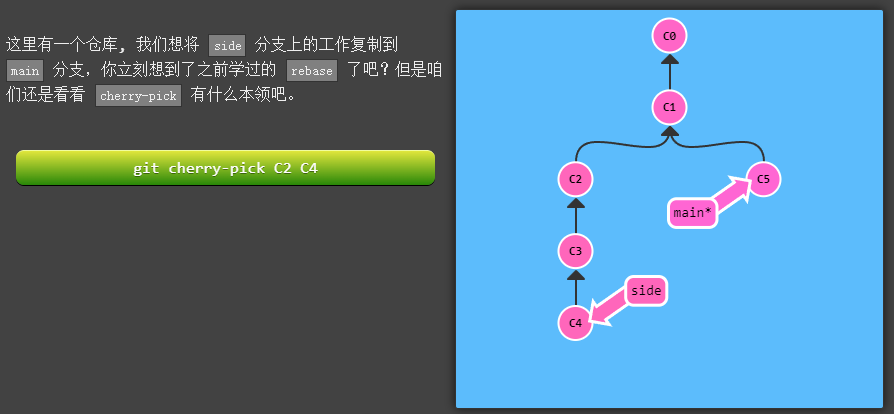 这里有一个仓库, 我们想将 side 分支上的工作复制到
main 分支，你立刻想到了之前学过的 rebase 了吧？但是咱
们还是看看 cherry-pick 有什么本领吧。
git cherry-pick C2 C4
C0
C1
C2
C5
main*
C3
side
C4